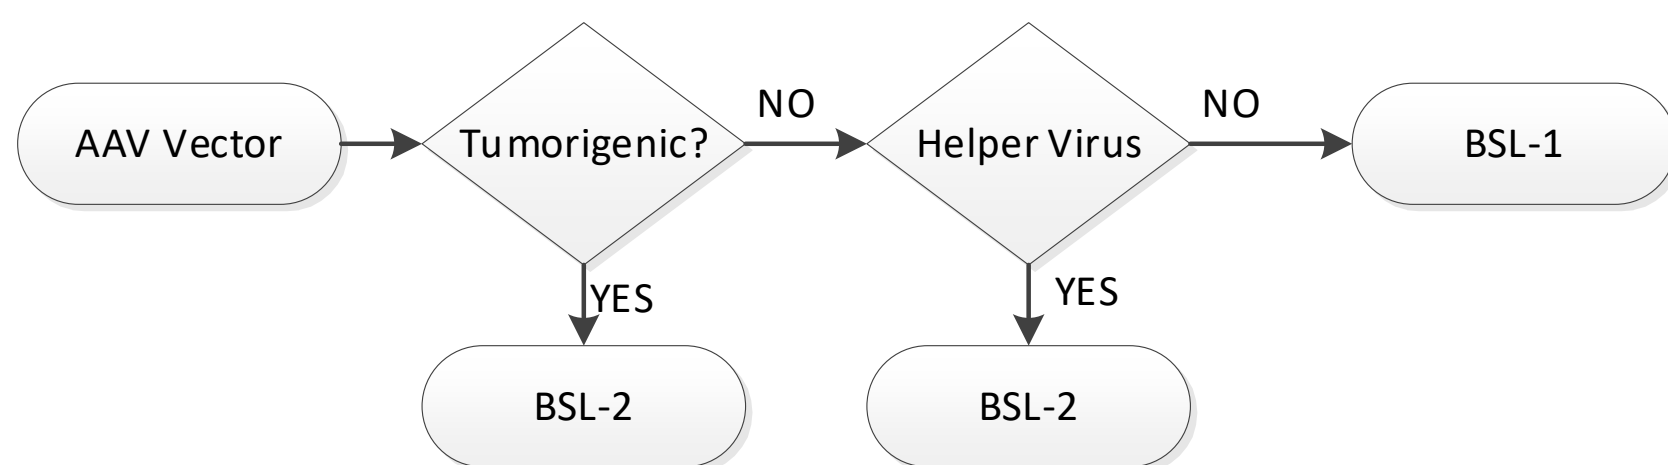 AAV Vector
Tumorigenic?
NO
Helper Virus
NO
BSL-1
YES
YES
BSL-2
BSL-2